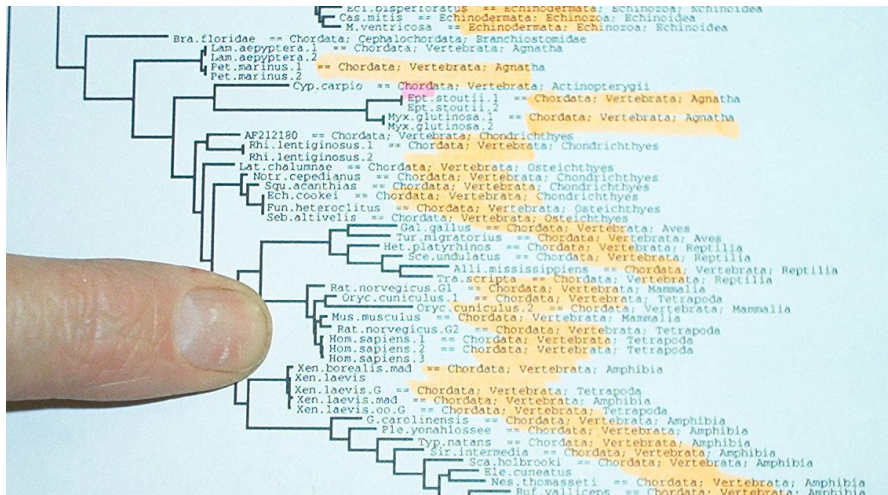 Eci.bisperforatus == Echinodermata; Echinozoa; Echinoidea
Cas.mitis == Echinodermata; Echinozoa; Echinoidea
M.ventricosa == Echinodermata; Echinozoa; Echinoidea
Bra.floridae == Chordata; Cephalochordata; Branchiostomidae
Lam.aepyptera.1 == Chordata; Vertebrata; Agnatha
Lam.aepyptera.2
Pet.marinus.1 == Chordata; Vertebrata; Agnatha
Pet.marinus.2
Cyp.carpio == Chordata; Vertebrata; Actinopterygii
Ept.stoutii.1 == Chordata; Vertebrata; Agnatha
Ept.stoutii.2
Myx.glutinosa.1 == Chordata; Vertebrata; Agnatha
Myx.glutinosa.2
AF212180 == Chordata; Vertebrata; Chondrichthyes
Rhi.lentiginosus.1 == Chordata; Vertebrata; Chondrichthyes
Rhi.lentiginosus.2
Lat.chalumnae == Chordata; Vertebrata; Osteichthyes
Notr.cepedianus == Chordata; Vertebrata; Chondrichthyes
Squ.acanthias == Chordata; Vertebrata; Chondrichthyes
Ech.cookei == Chordata; Vertebrata; Chondrichthyes
Fun.heteroclitus == Chordata; Vertebrata; Osteichthyes
Seb.altivelis == Chordata; Vertebrata; Osteichthyes
Gal.gallus == Chordata; Vertebrata; Aves
Tur.migratorius == Chordata; Vertebrata; Aves
Het.platyrhinos == Chordata; Vertebrata; Reptilia
Sce.undulatus == Chordata; Vertebrata; Reptilia
Alli.mississippiens == Chordata; Vertebrata; Reptilia
Tra.scripta == Chordata; Vertebrata; Reptilia
Rat.norvegicus.G1 == Chordata; Vertebrata; Mammalia
Oryc.cuniculus.1 == Chordata; Vertebrata; Tetrapoda
Oryc.cuniculus.2 == Chordata; Vertebrata; Mammalia
Mus.musculus == Chordata; Vertebrata; Mammalia
Rat.norvegicus.G2 == Chordata; Vertebrata; Tetrapoda
Hom.sapiens.1 == Chordata; Vertebrata; Tetrapoda
Hom.sapiens.2 == Chordata; Vertebrata; Tetrapoda
Hom.sapiens.3
Xen.borealis.mad == Chordata; Vertebrata; Amphibia
Xen.laevis
Xen.laevis.G == Chordata; Vertebrata; Tetrapoda
Xen.laevis.mad == Chordata; Vertebrata; Amphibia
Xen.laevis.oo.G == Chordata; Vertebrata; Tetrapoda
G.carolinensis == Chordata; Vertebrata; Amphibia
Ple.yonahlossee == Chordata; Vertebrata; Amphibia
Typ.natans == Chordata; Vertebrata; Amphibia
Sir.intermedia == Chordata; Vertebrata; Amphibia
Sca.holbrooki == Chordata; Vertebrata; Amphibia
Ele.cuneatus
Nes.thomasseti == Chordata; Vertebrata; Amphibia
Buf.valliceps == Chordata; Vertebrata; Amphibia